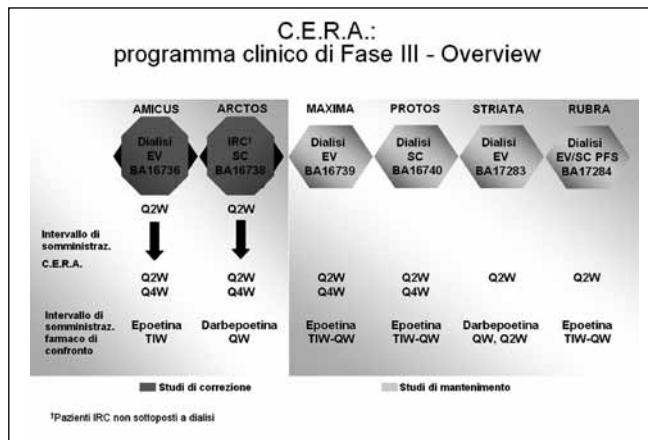 C.E.R.A.:
programma clinico di Fase III - Overview
AMICUS ARCTOS MAXIMA PROTOS STRIATA RUBRA
Dialisi IRC† Dialisi Dialisi Dialisi Dialisi
EV SC EV SC EV EV/SC PFS
BA16736 BA16738 BA16739 BA16740 BA17283 BA17284
Q2W Q2W
Intervallo di
somministraz.
C.E.R.A.
Q2W Q2W Q2W Q2W Q2W Q2W
Q4W Q4W Q4W Q4W
Intervallo di
somministraz.
farmaco di
confronto
Epoetina Darbepoetina Epoetina Epoetina Darbepoetina Epoetina
TIW QW TIW-QW TIW-QW QW, Q2W TIW-QW
Studi di correzione Studi di mantenimento
†Pazienti IRC non sottoposti a dialisi